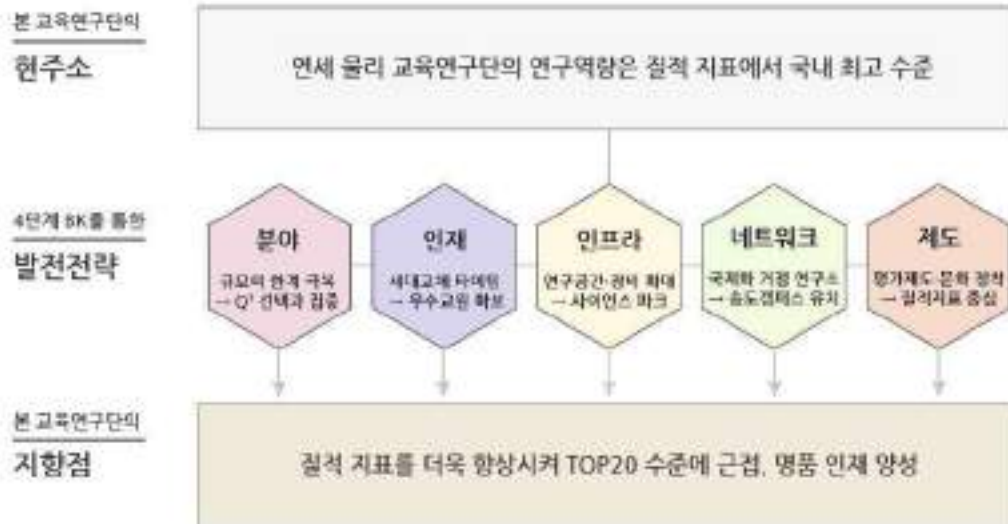 본 교육연구단의
현주소
연세 물리 교육연구단의 연구역량은 질적 지표에서 국내 최고 수준
4단계 BK를 통한
발전전략
분야
규모의 한계 극복
→ Q³ 선택과 집중
인재
세대교체 타이밍
→ 우수교원 확보
인프라
연구공간·장비 확대
→ 사이언스 파크
네트워크
국제화 거점 연구소
→ 송도캠퍼스 유치
제도
평가제도·문화 정착
→ 질적지표 중심
본 교육연구단의
지향점
질적 지표를 더욱 향상시켜 TOP20 수준에 근접, 명품 인재 양성